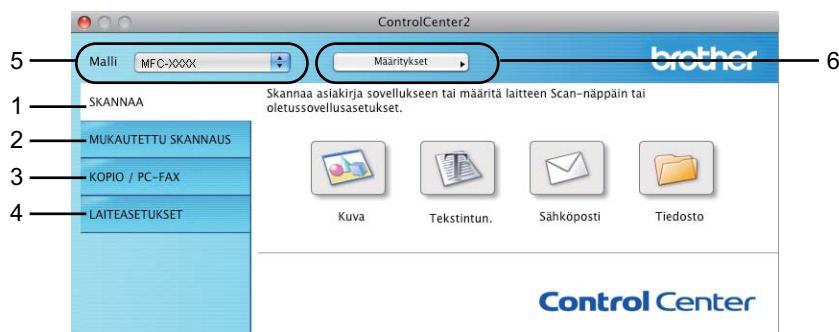 ControlCenter2
5 Malli MFC-XXXX Määritykset brother 6
1 SKANNAA
Skannaa asiakirja sovellukseen tai määritä laitteen Scan-näppäin tai
oletussovellusasetukset.
2 MUKAUTETTU SKANNAUS
3 KOPIO / PC-FAX
4 LAITEASETUKSET
Kuva Tekstintun. Sähköposti Tiedosto
Control Center